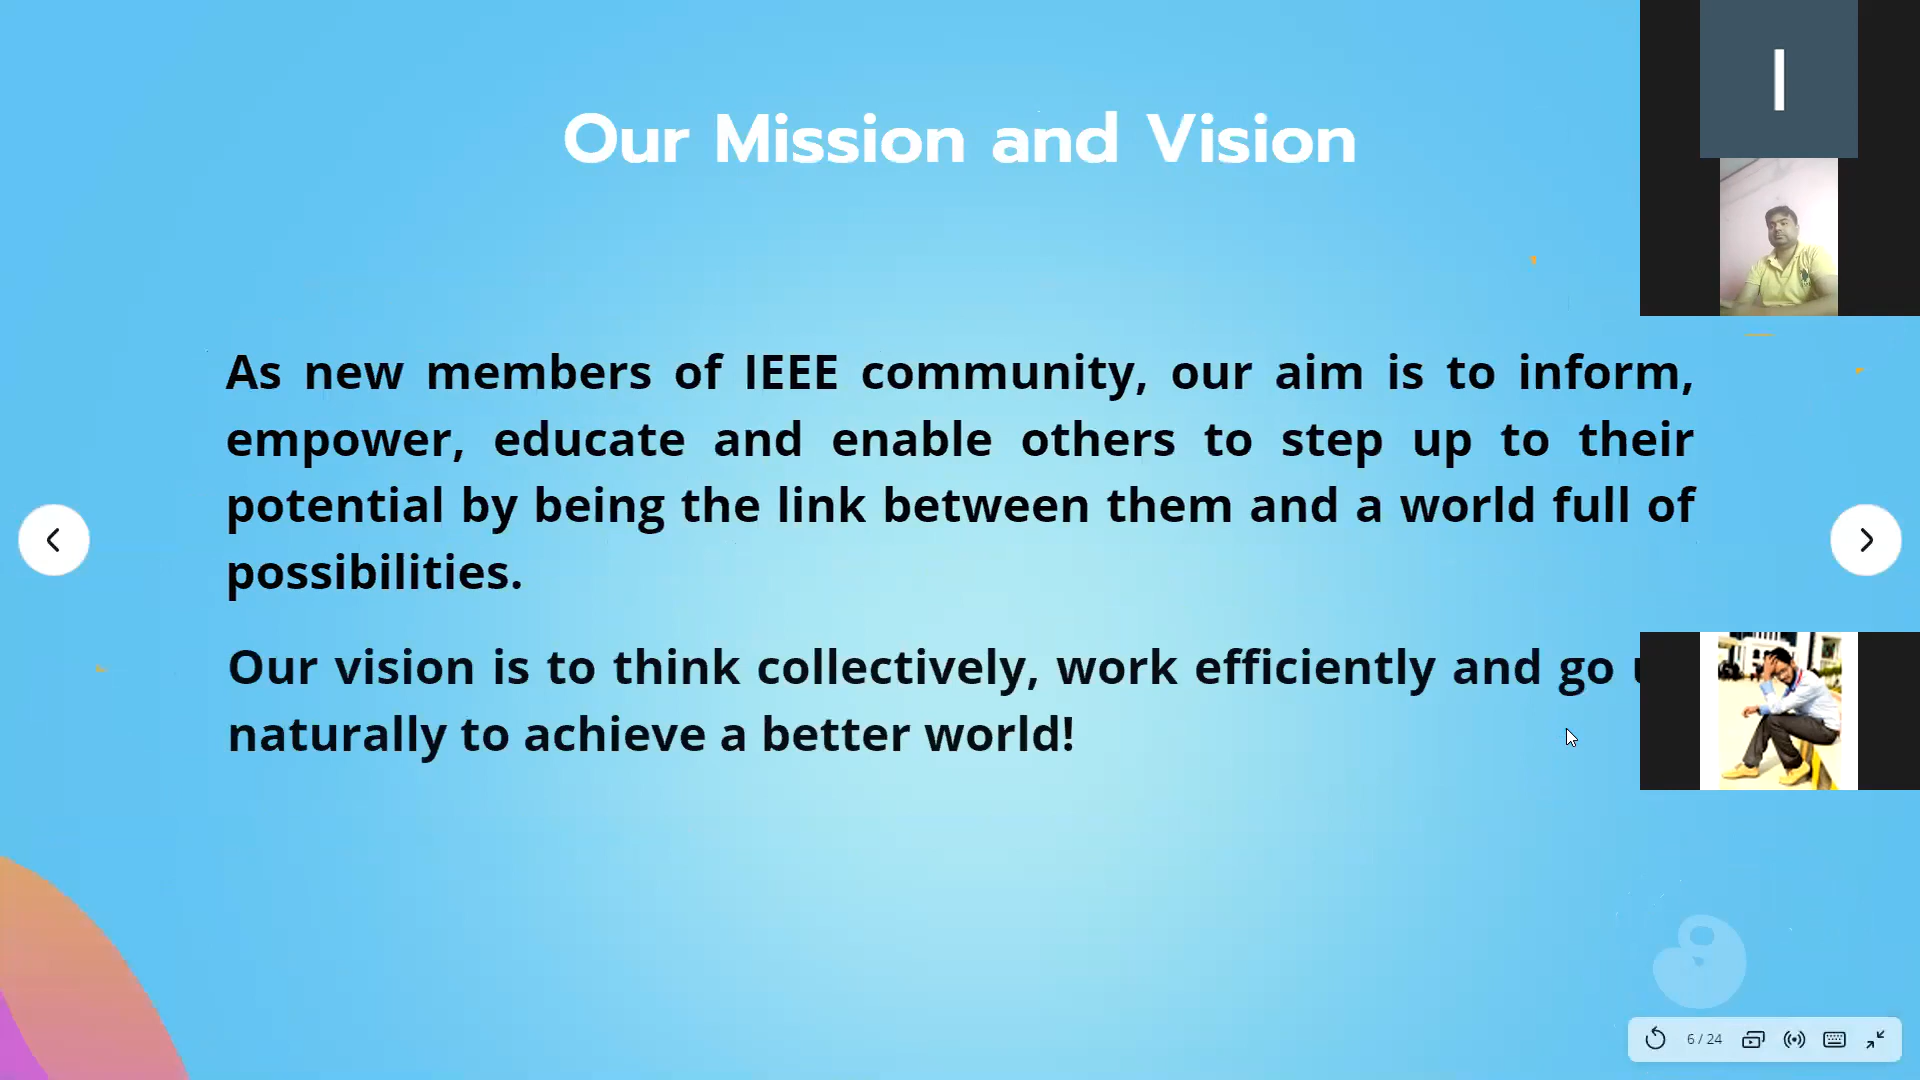 Our Mission and Vision
I
As new members of IEEE community, our aim is to inform,
empower, educate and enable others to step up to their
potential by being the link between them and a world full of
possibilities.
Our vision is to think collectively, work efficiently and go
naturally to achieve a better world!
6 / 24